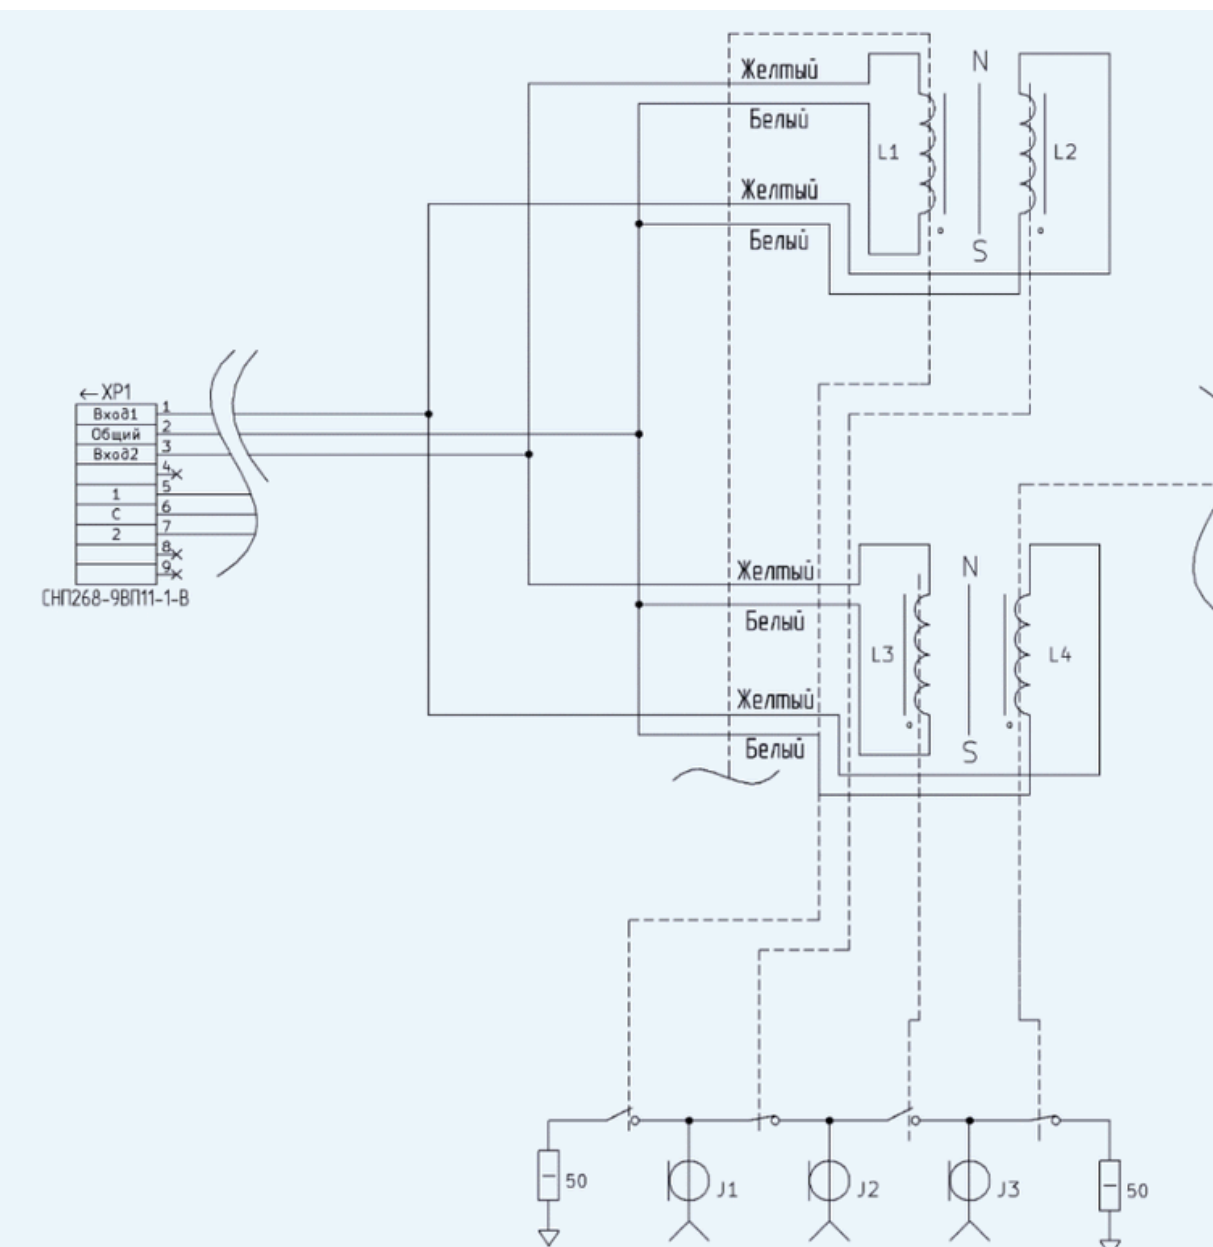 Желтый
N
Белый
L1
L2
Желтый
Белый
S
←XP1
Вход1 1
Общий 2
Вход2 3
4
1 5
С 6
2 7
8
9
СНП268-9ВП11-1-В
Желтый
N
Белый
L3
L4
Желтый
Белый
S
50
J1
J2
J3
50